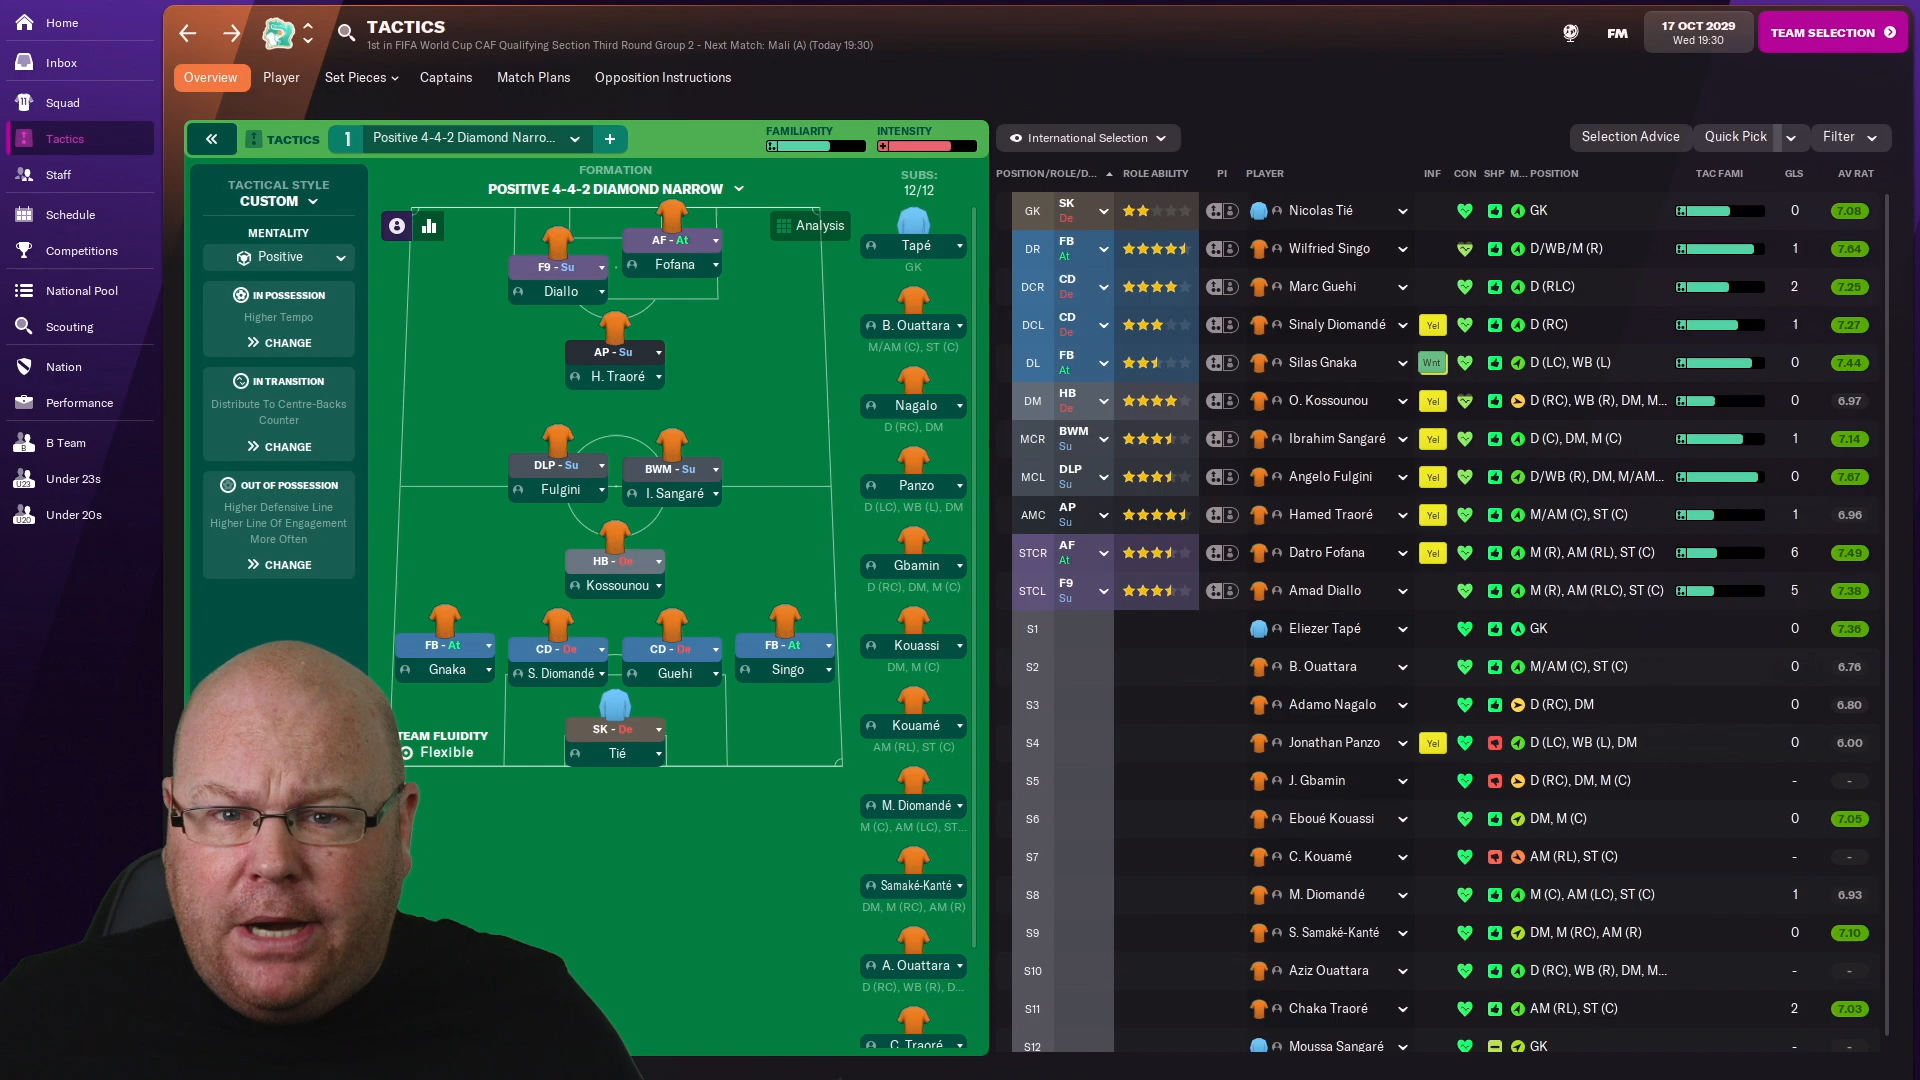 Home
Inbox
Squad
Tactics
Staff
Schedule
Competitions
National Pool
Scouting
Nation
Performance
B Team
Under 23s
Under 20s
TACTICS
1st in FIFA World Cup CAF Qualifying Section Third Round Group 2 - Next Match: Mali (A) (Today 19:30)
FM
17 OCT 2029
Wed 19:30
TEAM SELECTION
Overview Player Set Pieces Captains Match Plans Opposition Instructions
TACTICS 1 Positive 4-4-2 Diamond Narro... +
FAMILIARITY
INTENSITY
TACTICAL STYLE
CUSTOM
MENTALITY
Positive
IN POSSESSION
Higher Tempo
CHANGE
IN TRANSITION
Distribute To Centre-Backs
Counter
CHANGE
OUT OF POSSESSION
Higher Defensive Line
Higher Line Of Engagement
More Often
CHANGE
FORMATION
POSITIVE 4-4-2 DIAMOND NARROW
Analysis
AF - At
Fofana
F9 - Su
Diallo
AP - Su
H. Traoré
DLP - Su
Fulgini
BWM - Su
I. Sangaré
HB - De
Kossounou
FB - At
Gnaka
CD - De
S. Diomandé
CD - De
Guehi
FB - At
Singo
SK - De
Tié
TEAM FLUIDITY
Flexible
SUBS:
12/12
Tapé
GK
B. Ouattara
M/AM (C), ST (C)
Nagalo
D (RC), DM
Panzo
D (LC), WB (L), DM
Gbamin
D (RC), DM, M (C)
Kouassi
DM, M (C)
Kouamé
AM (RL), ST (C)
M. Diomandé
M (C), AM (LC), ST...
Samaké-Kanté
DM, M (RC), AM (R)
A. Ouattara
D (RC), WB (R), D...
C. Traoré
International Selection
Selection Advice Quick Pick Filter
POSITION/ROLE/D... ROLE ABILITY PI PLAYER INF CON SHP M... POSITION TAC FAMI GLS AV RAT
GK SK De Nicolas Tié GK 0 7.08
DR FB At Wilfried Singo D/WB/M (R) 1 7.64
DCR CD De Marc Guehi D (RLC) 2 7.25
DCL CD De Sinaly Diomandé Yel D (RC) 1 7.27
DL FB At Silas Gnaka Wnt D (LC), WB (L) 0 7.44
DM HB De O. Kossounou Yel D (RC), WB (R), DM, M... 0 6.97
MCR BWM Su Ibrahim Sangaré Yel D (C), DM, M (C) 1 7.14
MCL DLP Su Angelo Fulgini Yel D/WB (R), DM, M/AM... 0 7.67
AMC AP Su Hamed Traoré Yel M/AM (C), ST (C) 1 6.96
STCR AF At Datro Fofana Yel M (R), AM (RL), ST (C) 6 7.49
STCL F9 Su Amad Diallo M (R), AM (RLC), ST (C) 5 7.38
S1 Eliezer Tapé GK 0 7.36
S2 B. Ouattara M/AM (C), ST (C) 0 6.76
S3 Adamo Nagalo D (RC), DM 0 6.80
S4 Jonathan Panzo Yel D (LC), WB (L), DM 0 6.00
S5 J. Gbamin D (RC), DM, M (C) - -
S6 Eboué Kouassi DM, M (C) 0 7.05
S7 C. Kouamé AM (RL), ST (C) - -
S8 M. Diomandé M (C), AM (LC), ST (C) 1 6.93
S9 S. Samaké-Kanté DM, M (RC), AM (R) 0 7.10
S10 Aziz Ouattara D (RC), WB (R), DM, M... - -
S11 Chaka Traoré AM (RL), ST (C) 2 7.03
S12 Moussa Sangaré GK - -